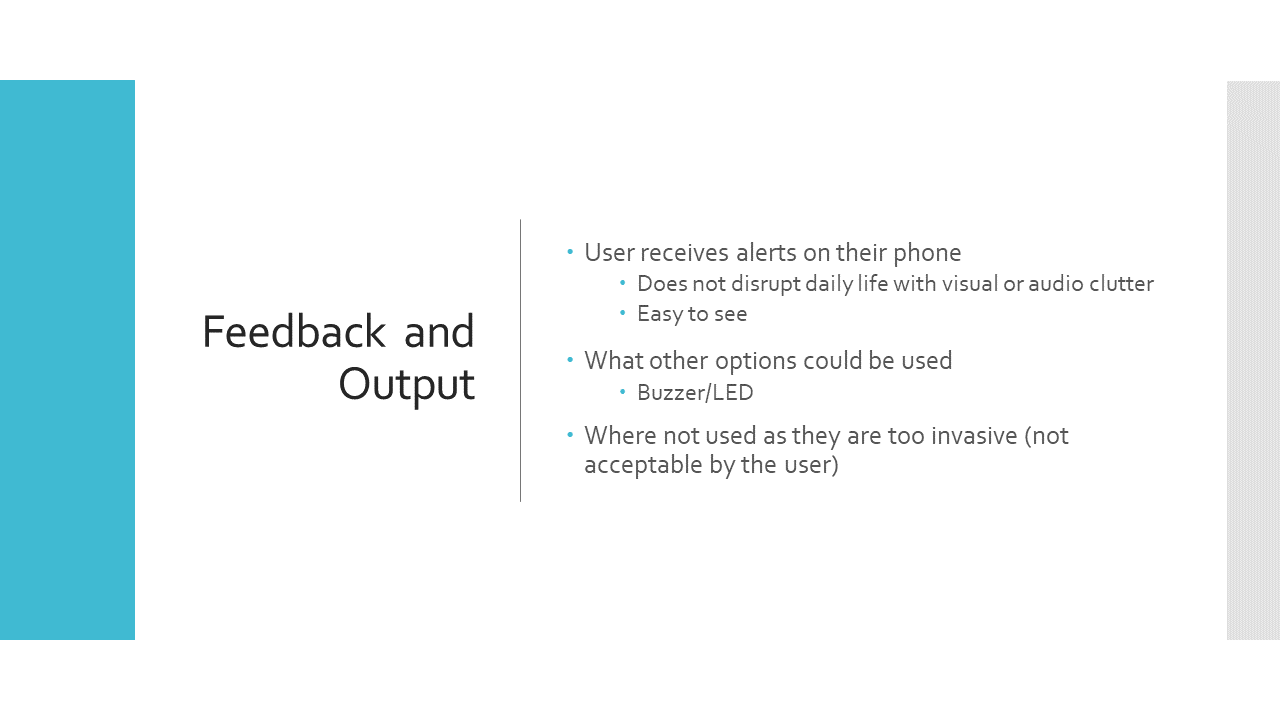 Feedback and
Output
• User receives alerts on their phone
• Does not disrupt daily life with visual or audio clutter
• Easy to see
• What other options could be used
• Buzzer/LED
• Where not used as they are too invasive (not
acceptable by the user)